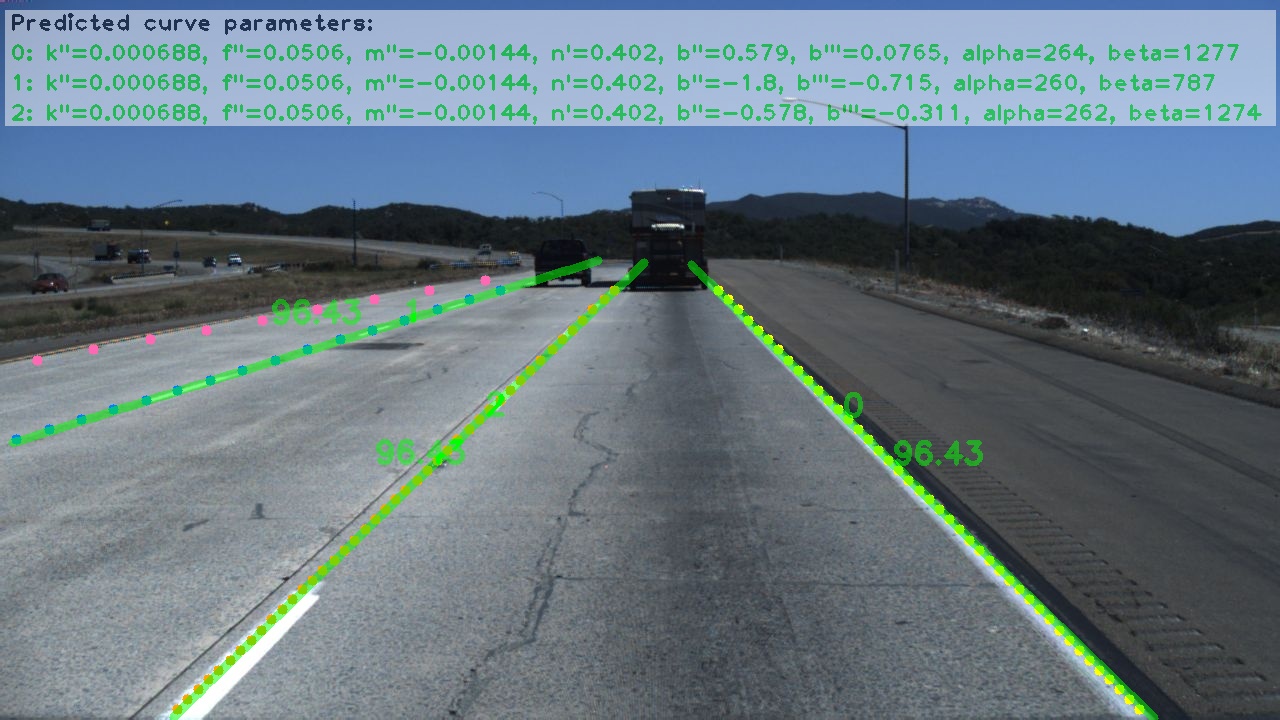 Predicted curve parameters:
0: k''=0.000688, f''=0.0506, m''=−0.00144, n'=0.402, b''=0.579, b'''=0.0765, alpha=264, beta=1277
1: k''=0.000688, f''=0.0506, m''=−0.00144, n'=0.402, b''=−1.8, b'''=−0.715, alpha=260, beta=787
2: k''=0.000688, f''=0.0506, m''=−0.00144, n'=0.402, b''=−0.578, b'''=−0.311, alpha=262, beta=1274
96.43 1
2 0
96.43 96.43